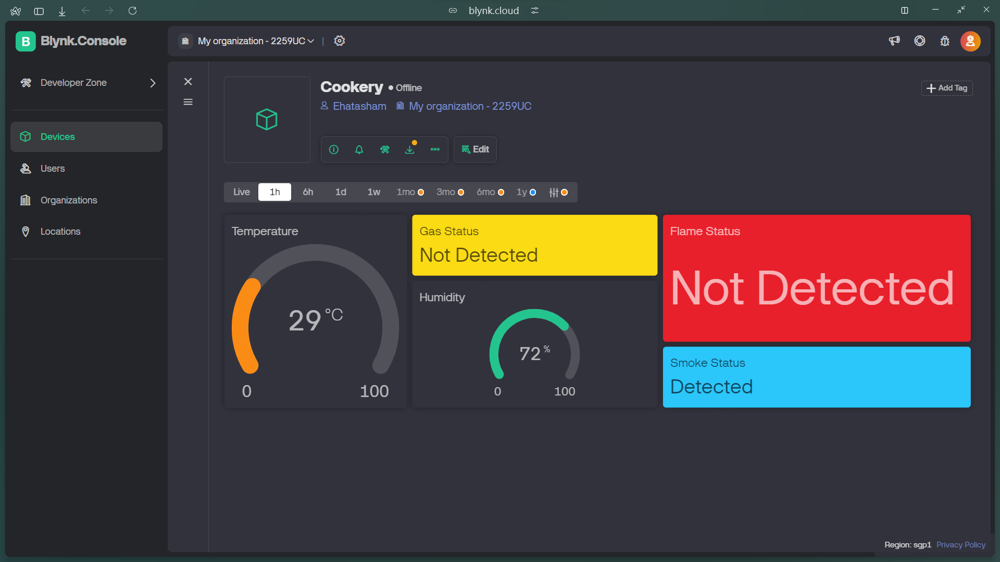 blynk.cloud
B Blynk.Console
My organization - 2259UC |
Developer Zone
Devices
Users
Organizations
Locations
Cookery Offline
Ehatasham My organization - 2259UC
Add Tag
Edit
Live 1h 6h 1d 1w 1mo 3mo 6mo 1y
Temperature
29 °C
0 100
Gas Status
Not Detected
Humidity
72 %
0 100
Flame Status
Not Detected
Smoke Status
Detected
Region: sgp1 Privacy Policy